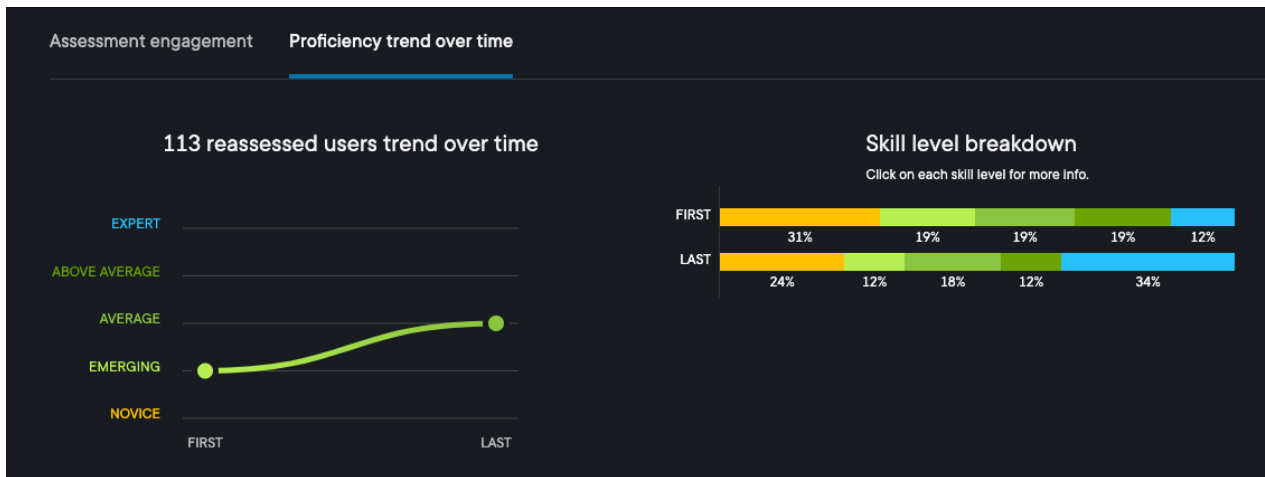 Assessment engagement Proficiency trend over time
113 reassessed users trend over time
EXPERT
ABOVE AVERAGE
AVERAGE
EMERGING
NOVICE
FIRST LAST
Skill level breakdown
Click on each skill level for more info.
FIRST
31% 19% 19% 19% 12%
LAST
24% 12% 18% 12% 34%